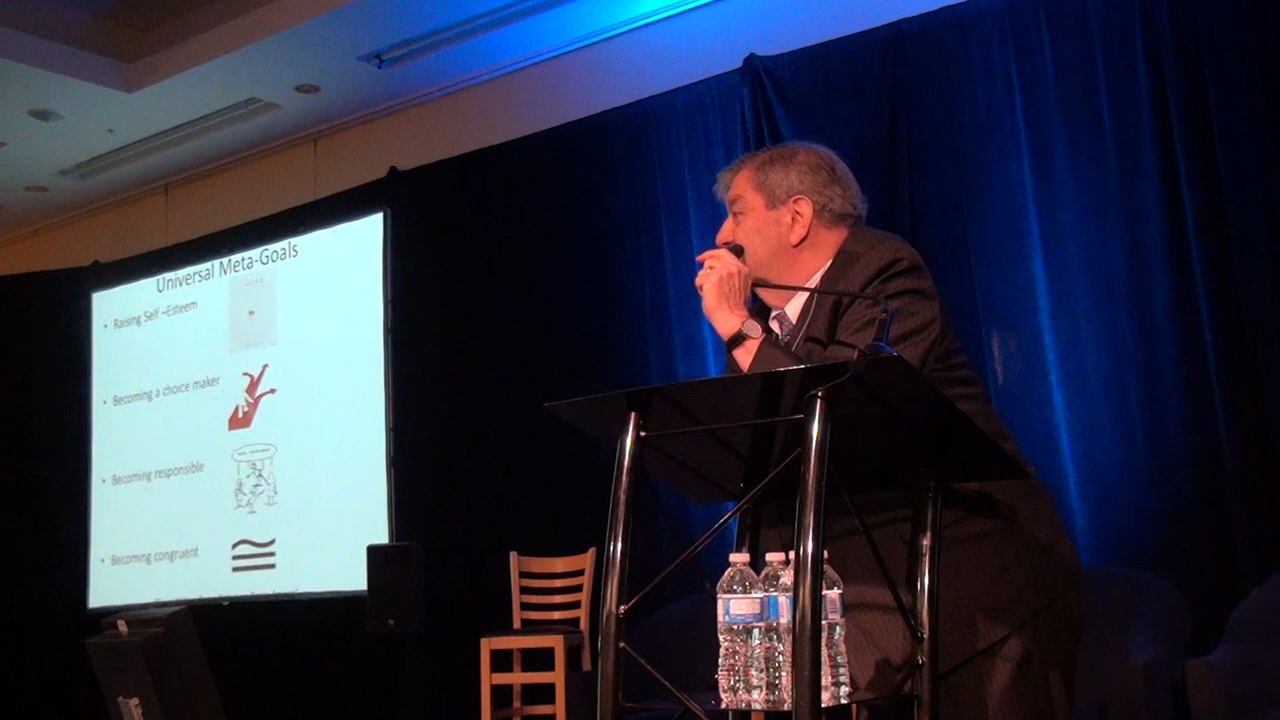 Universal Meta-Goals
• Raising Self –Esteem
• Becoming a choice maker
• Becoming responsible
• Becoming congruent